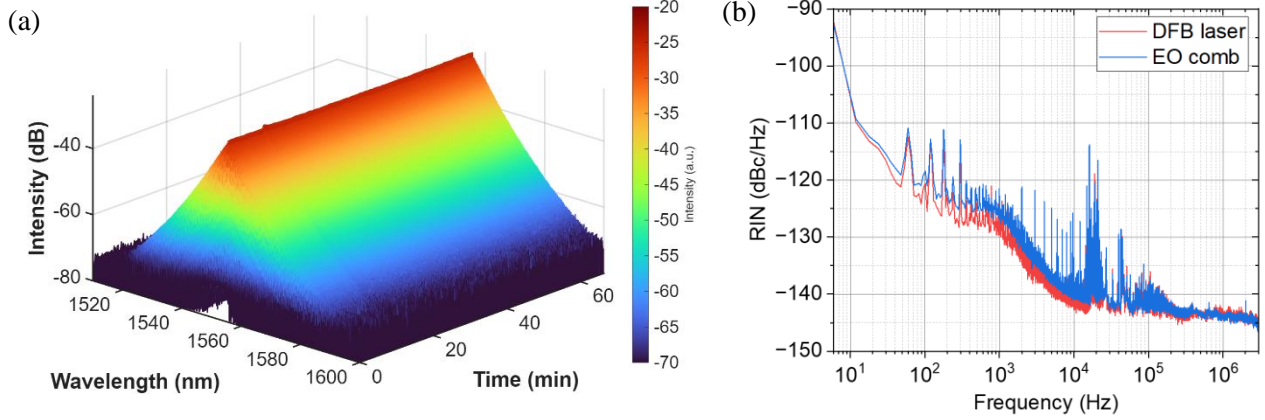 (a)
Intensity (dB)
-40
-60
-80
1520
1540
1560
1580
1600
Wavelength (nm)
0
20
40
60
Time (min)
-20
-25
-30
-35
-40
-45
-50
-55
-60
-65
-70
Intensity (a.u.)
(b)
DFB laser
EO comb
RIN (dBc/Hz)
−90
−100
−110
−120
−130
−140
−150
10¹ 10² 10³ 10⁴ 10⁵ 10⁶
Frequency (Hz)